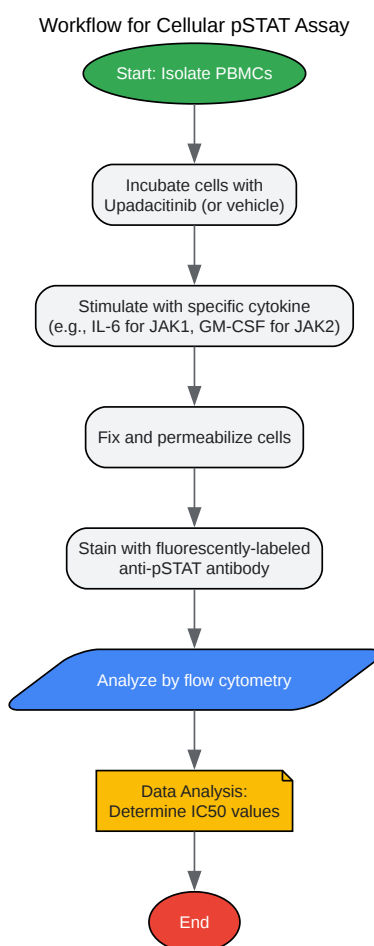 Workflow for Cellular pSTAT Assay
Start: Isolate PBMCs
Incubate cells with
Upadacitinib (or vehicle)
Stimulate with specific cytokine
(e.g., IL-6 for JAK1, GM-CSF for JAK2)
Fix and permeabilize cells
Stain with fluorescently-labeled
anti-pSTAT antibody
Analyze by flow cytometry
Data Analysis:
Determine IC50 values
End